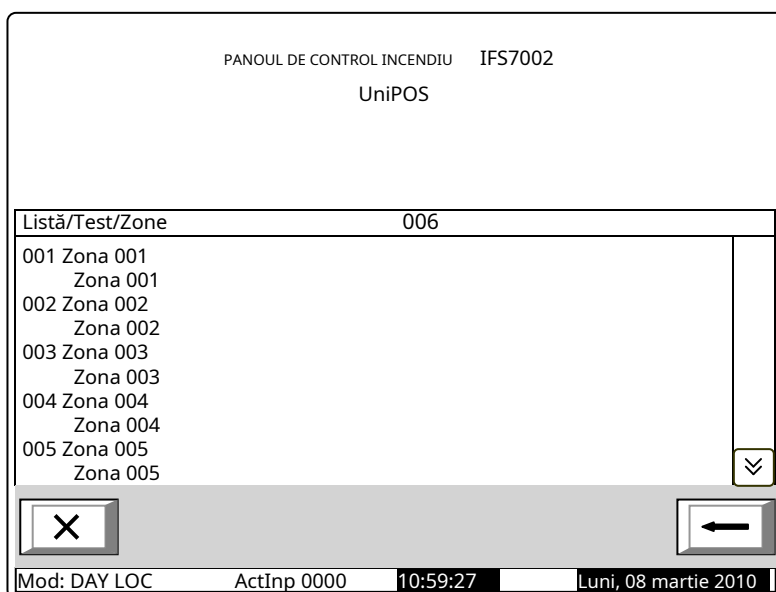 PANOUL DE CONTROL INCENDIU IFS7002
UniPOS
Listă/Test/Zone 006
001 Zona 001
Zona 001
002 Zona 002
Zona 002
003 Zona 003
Zona 003
004 Zona 004
Zona 004
005 Zona 005
Zona 005
Mod: DAY LOC ActInp 0000 10:59:27 Luni, 08 martie 2010